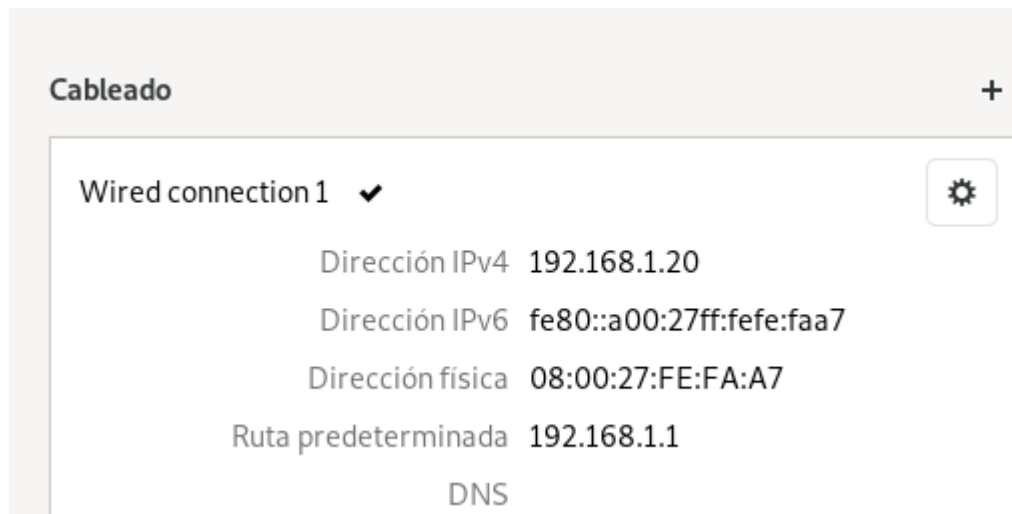 Cableado +
Wired connection 1 ✔
Dirección IPv4 192.168.1.20
Dirección IPv6 fe80::a00:27ff:fefe:faa7
Dirección física 08:00:27:FE:FA:A7
Ruta predeterminada 192.168.1.1
DNS